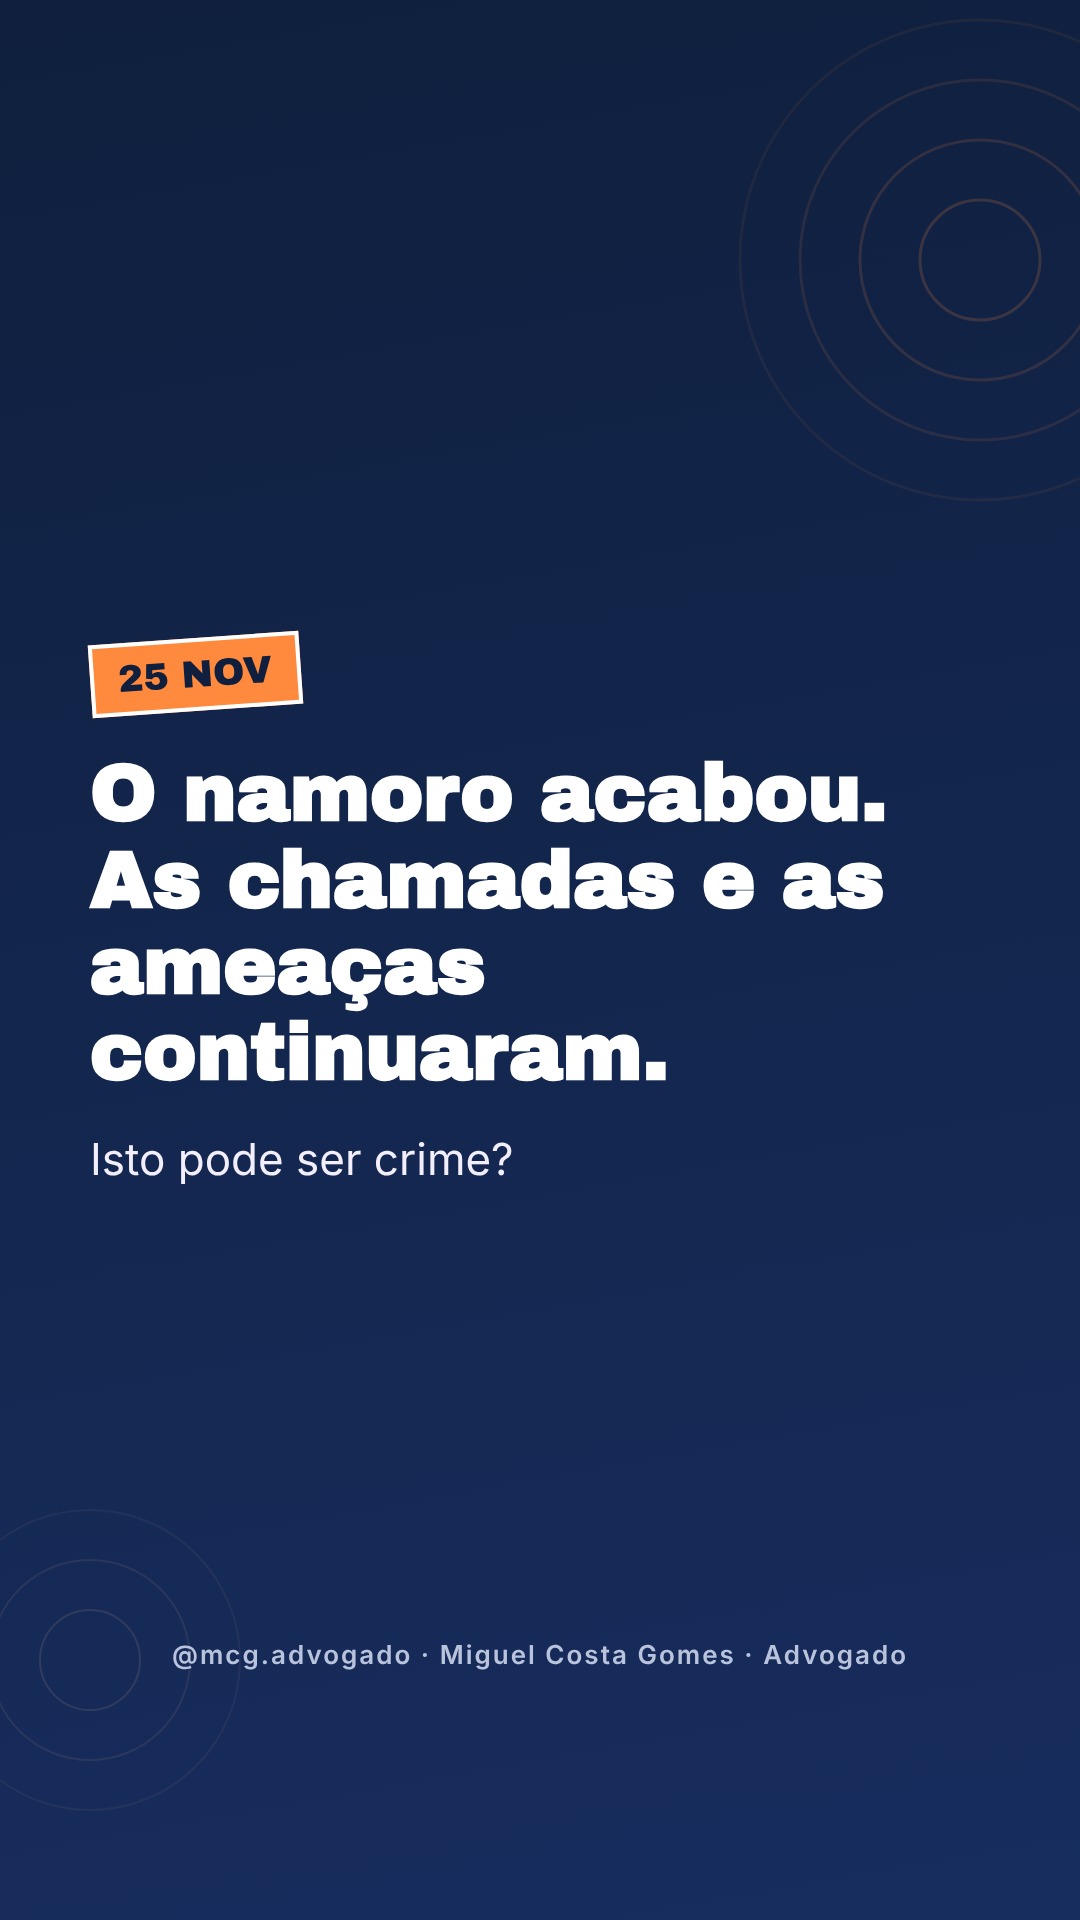 25 NOV
O namoro acabou.
As chamadas e as
ameaças
continuaram.
Isto pode ser crime?
@mcg.advogado · Miguel Costa Gomes · Advogado